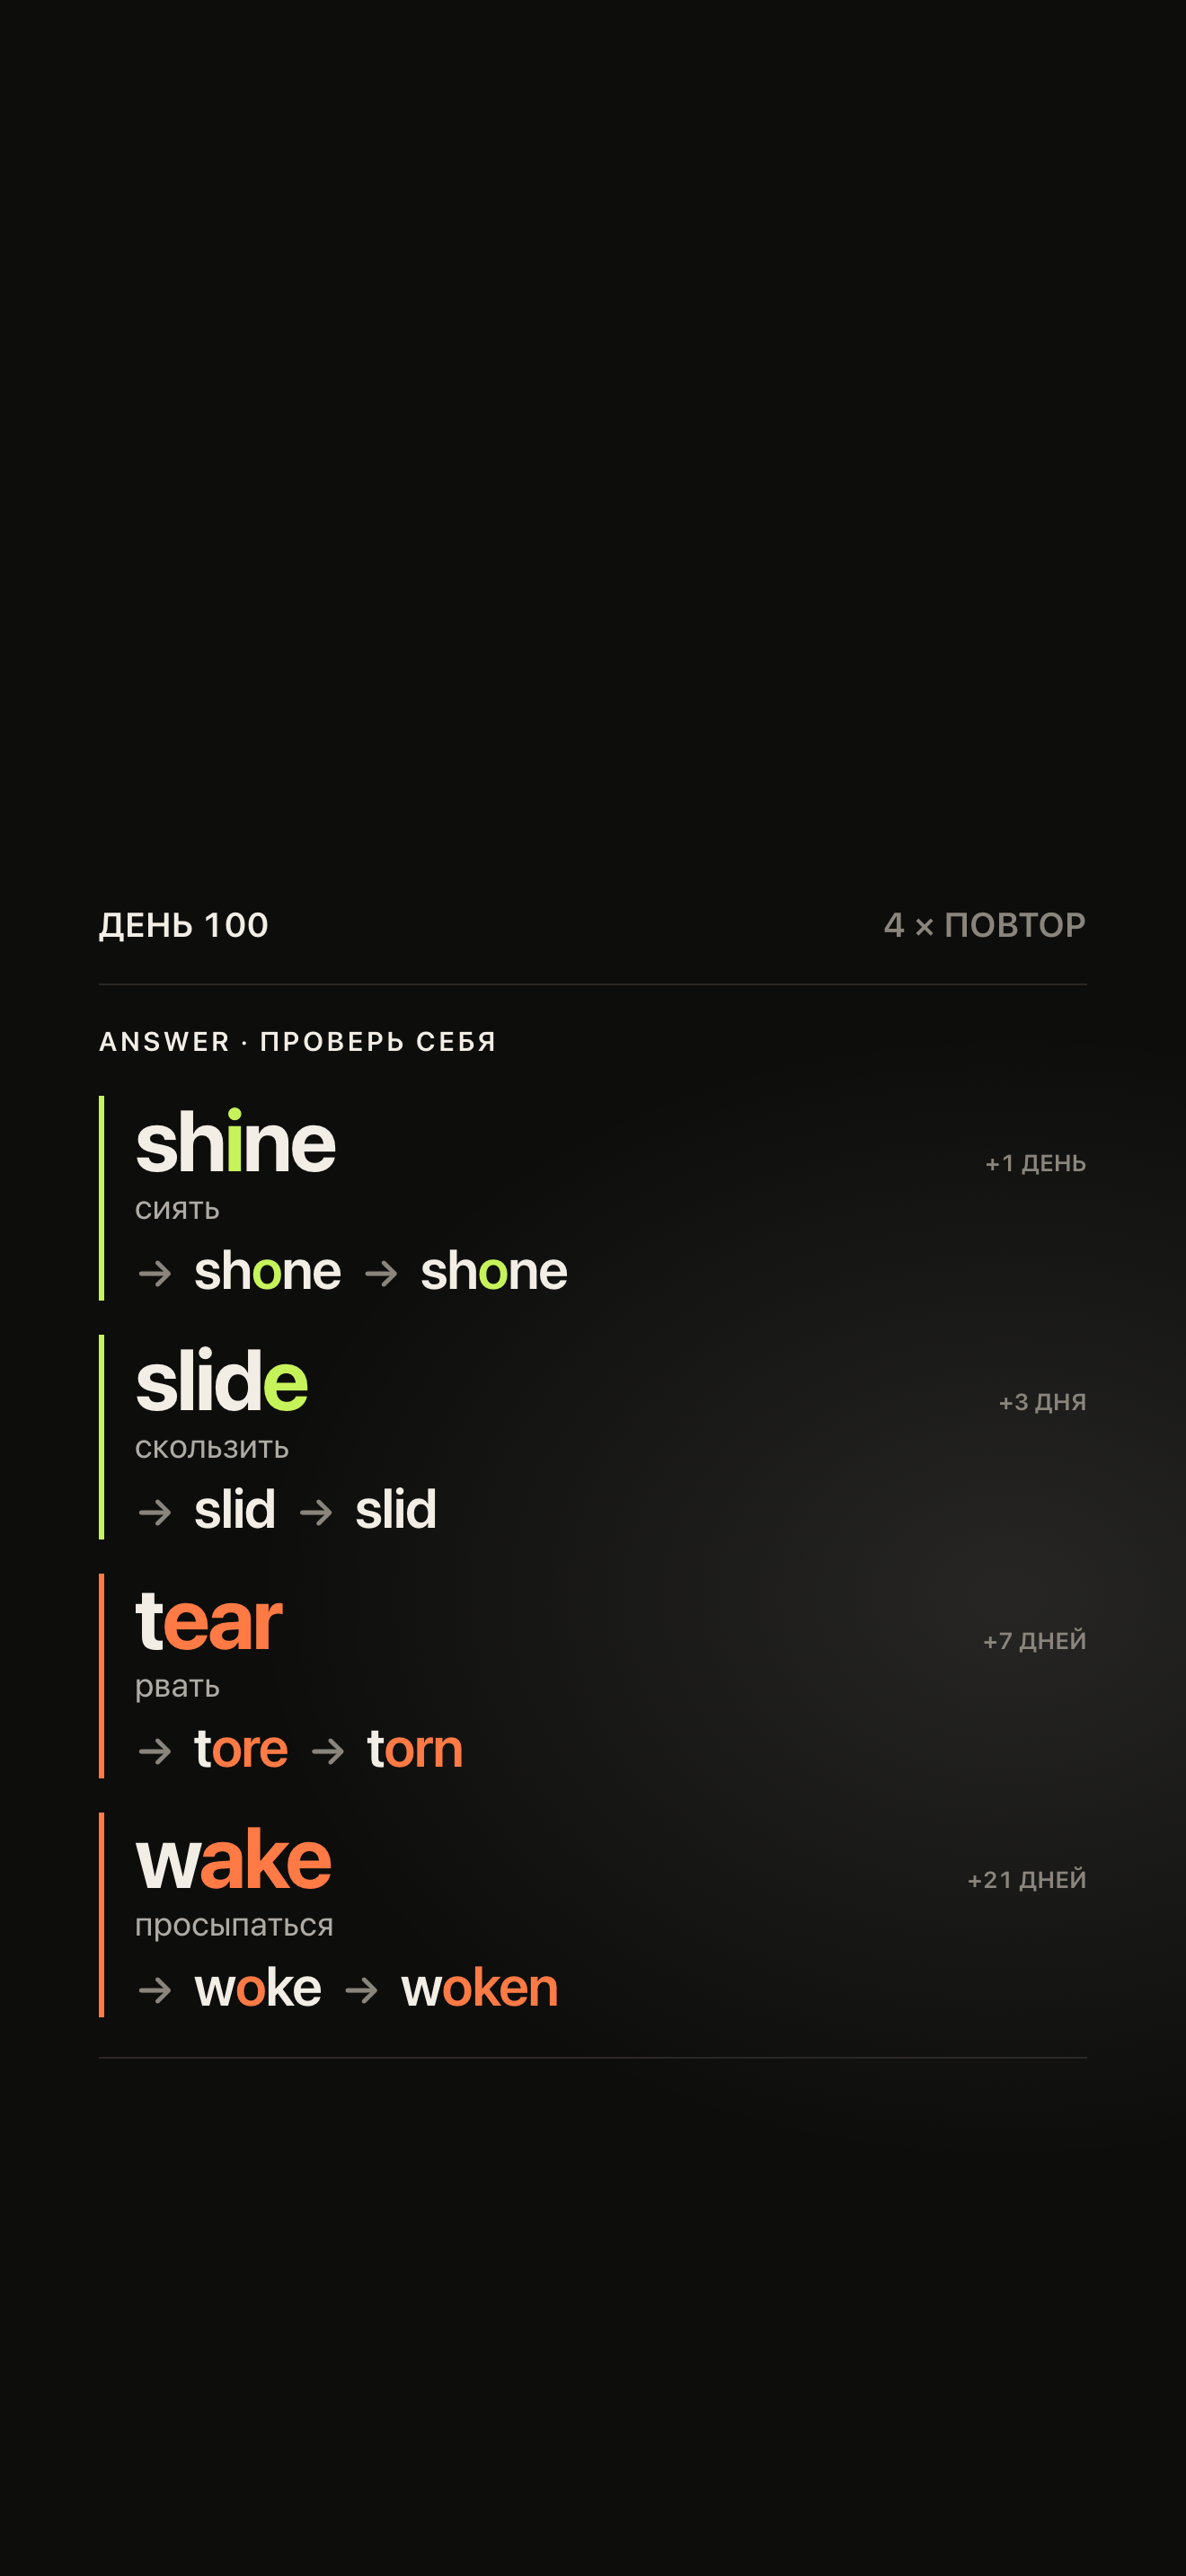 ДЕНЬ 100 4 × ПОВТОР
ANSWER · ПРОВЕРЬ СЕБЯ
shine +1 ДЕНЬ
сиять
→ shone → shone
slide +3 ДНЯ
скользить
→ slid → slid
tear +7 ДНЕЙ
рвать
→ tore → torn
wake +21 ДНЕЙ
просыпаться
→ woke → woken